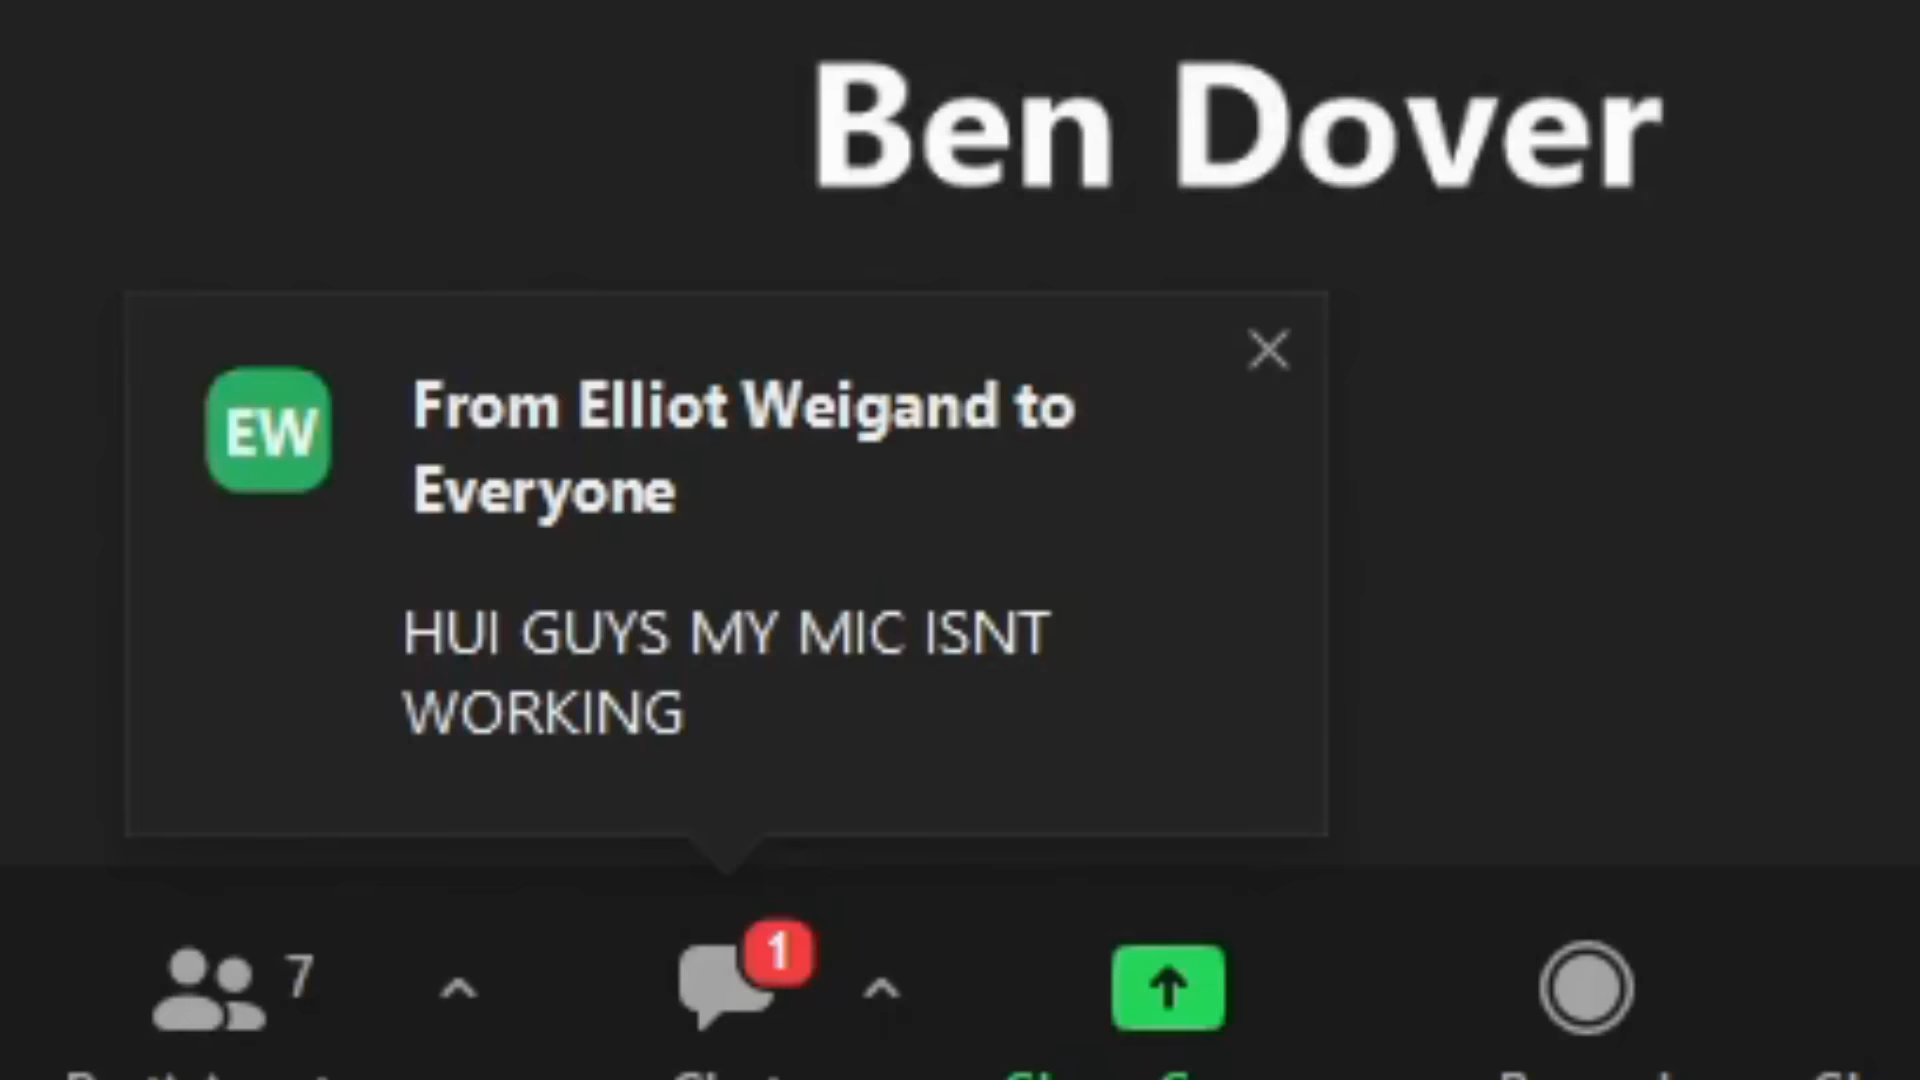 Ben Dover
EW
From Elliot Weigand to
Everyone
HUI GUYS MY MIC ISNT
WORKING
7
1